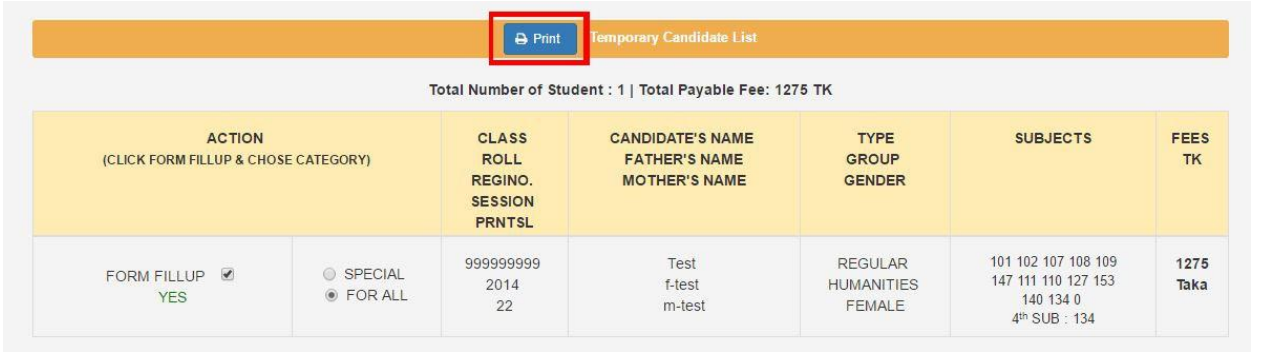 Print Temporary Candidate List
Total Number of Student : 1 | Total Payable Fee: 1275 TK
ACTION
(CLICK FORM FILLUP & CHOSE CATEGORY)
CLASS
ROLL
REGINO.
SESSION
PRNTSL
CANDIDATE'S NAME
FATHER'S NAME
MOTHER'S NAME
TYPE
GROUP
GENDER
SUBJECTS
FEES
TK
FORM FILLUP
YES
SPECIAL
FOR ALL
999999999
2014
22
Test
f-test
m-test
REGULAR
HUMANITIES
FEMALE
101 102 107 108 109
147 111 110 127 153
140 134 0
4th SUB : 134
1275
Taka